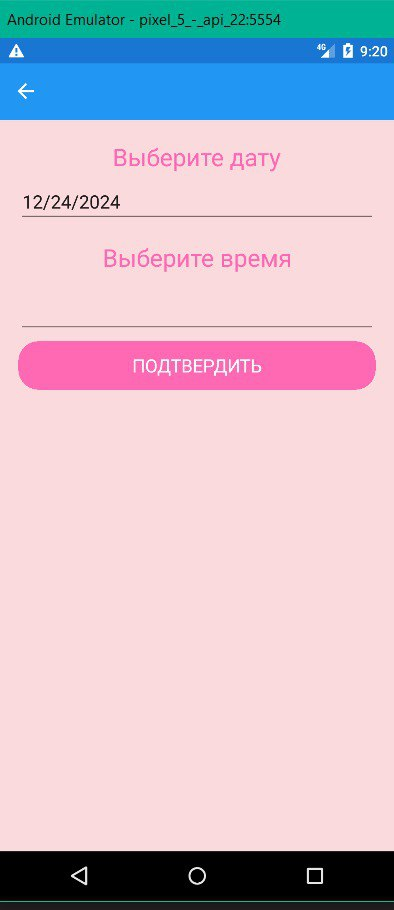 Android Emulator - pixel_5_-_api_22:5554
4G 9:20
Выберите дату
12/24/2024
Выберите время
ПОДТВЕРДИТЬ